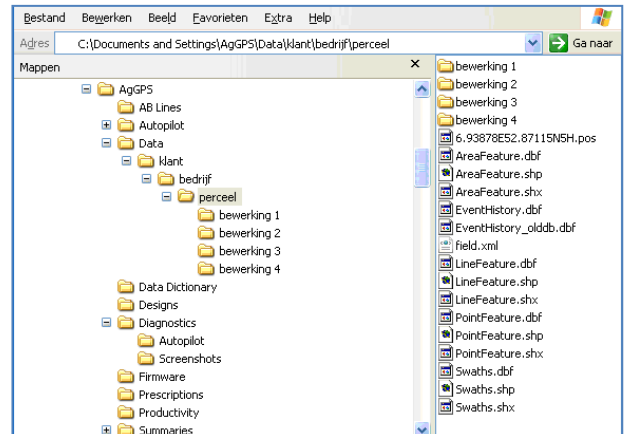 Bestand Bewerken Beeld Favorieten Extra Help
Adres C:\Documents and Settings\AgGPS\Data\klant\bedrijf\perceel Ga naar
Mappen
AgGPS
AB Lines
Autopilot
Data
klant
bedrijf
perceel
bewerking 1
bewerking 2
bewerking 3
bewerking 4
Data Dictionary
Designs
Diagnostics
Autopilot
Screenshots
Firmware
Prescriptions
Productivity
Summaries
bewerking 1
bewerking 2
bewerking 3
bewerking 4
6.93878E52.87115N5H.pos
AreaFeature.dbf
AreaFeature.shp
AreaFeature.shx
EventHistory.dbf
EventHistory_olddb.dbf
field.xml
LineFeature.dbf
LineFeature.shp
LineFeature.shx
PointFeature.dbf
PointFeature.shp
PointFeature.shx
Swaths.dbf
Swaths.shp
Swaths.shx